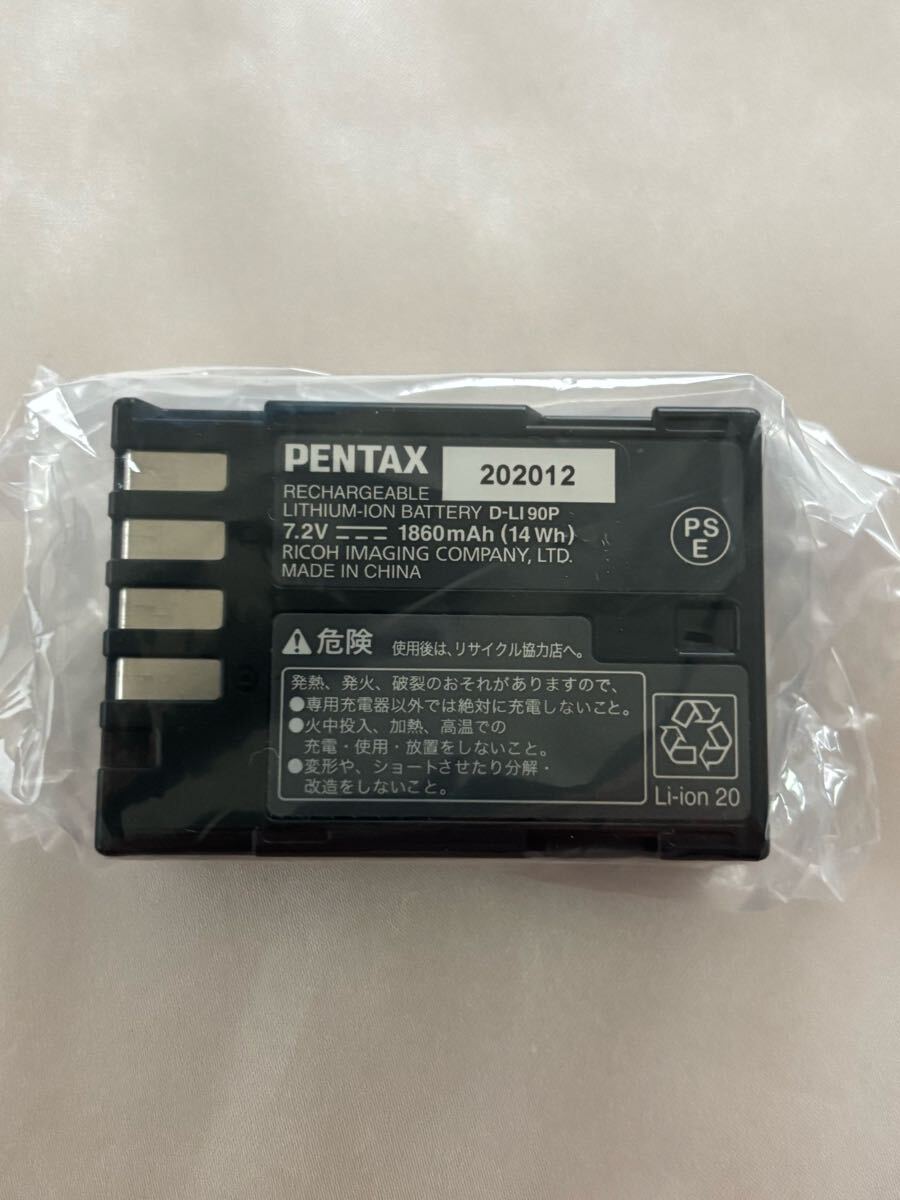 PENTAX
202012
RECHARGEABLE
LITHIUM-ION BATTERY D-LI90P
7.2V 1860mAh (14Wh)
RICOH IMAGING COMPANY, LTD.
MADE IN CHINA
PS
E
危険 使用後は、リサイクル協力店へ。
発熱、発火、破裂のおそれがありますので、
●専用充電器以外では絶対に充電しないこと。
●火中投入、加熱、高温での
充電・使用・放置をしないこと。
●変形や、ショートさせたり分解・
改造をしないこと。
Li-ion 20